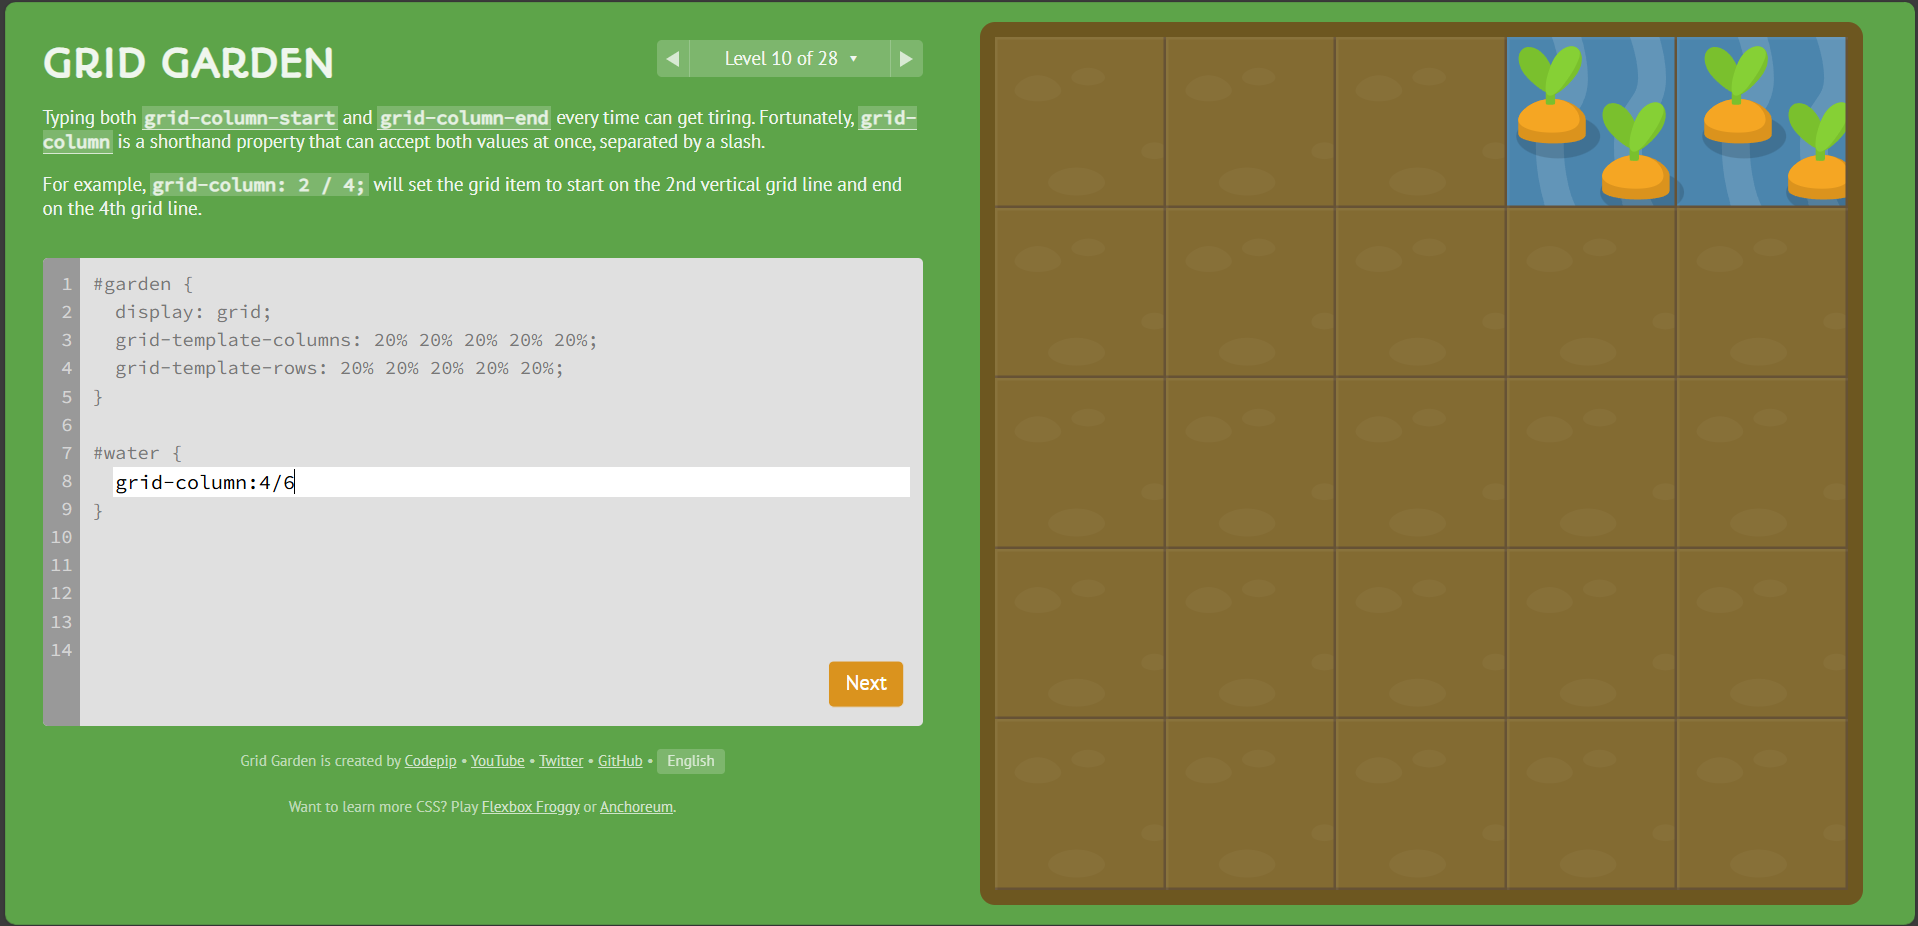 GRID GARDEN
◀ Level 10 of 28 ▾ ▶
Typing both grid-column-start and grid-column-end every time can get tiring. Fortunately, grid-
column is a shorthand property that can accept both values at once, separated by a slash.
For example, grid-column: 2 / 4; will set the grid item to start on the 2nd vertical grid line and end
on the 4th grid line.
1 #garden {
2   display: grid;
3   grid-template-columns: 20% 20% 20% 20% 20%;
4   grid-template-rows: 20% 20% 20% 20% 20%;
5 }
6
7 #water {
8   grid-column:4/6
9 }
10
11
12
13
14
Next
Grid Garden is created by Codepip • YouTube • Twitter • GitHub • English
Want to learn more CSS? Play Flexbox Froggy or Anchoreum.